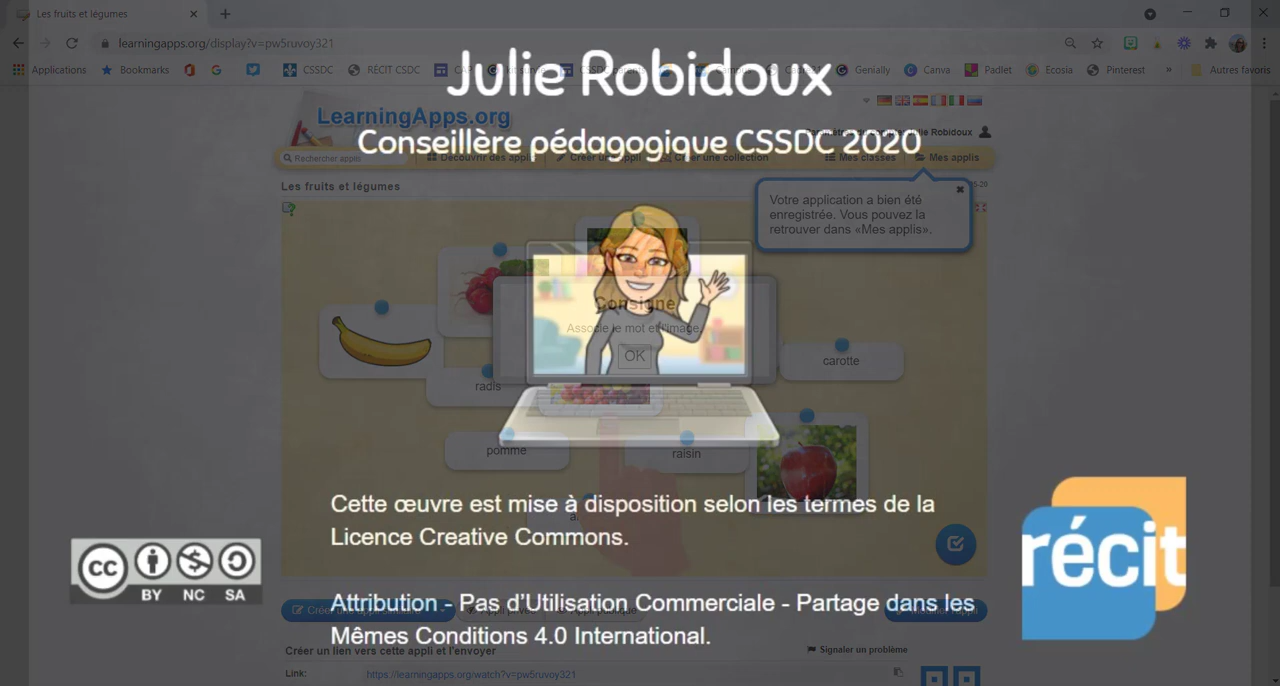 Les fruits et légumes
learningapps.org/display?v=pw5ruvoy321
Applications Bookmarks CSSDC RÉCIT CSDC Genially Canva Padlet Ecosia Pinterest » Autres favoris
Julie Robidoux
LearningApps.org
Julie Robidoux
Conseillère pédagogique CSSDC 2020
Rechercher applis Découvrir des applis Créer une appli Créer une collection Mes classes Mes applis
Les fruits et légumes
Votre application a bien été
enregistrée. Vous pouvez la
retrouver dans «Mes applis».
Consigne
Associe le mot et l'image.
OK
carotte
radis
pomme
raisin
Cette œuvre est mise à disposition selon les termes de la
Licence Creative Commons.
cc BY NC SA
récit
Attribution - Pas d'Utilisation Commerciale - Partage dans les
Mêmes Conditions 4.0 International.
Créer un lien vers cette appli et l'envoyer
Signaler un problème
Link: https://learningapps.org/watch?v=pw5ruvoy321